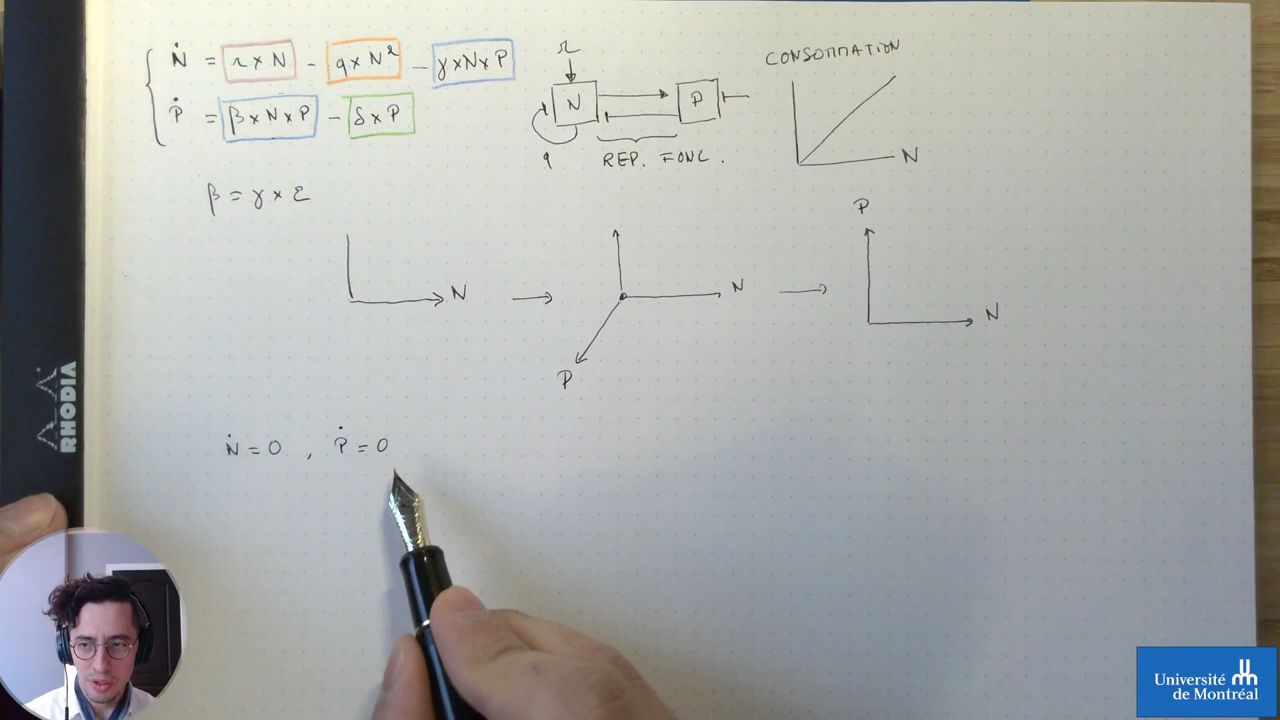 Ṅ = r × N - q × N² - γ × N × P
Ṗ = β × N × P - δ × P
β = γ × ε
r
N P
q REP. FONC.
CONSOMMATION
N
N
N
P
P
N
Ṅ = 0 , Ṗ = 0
RHODIA
Université
de Montréal